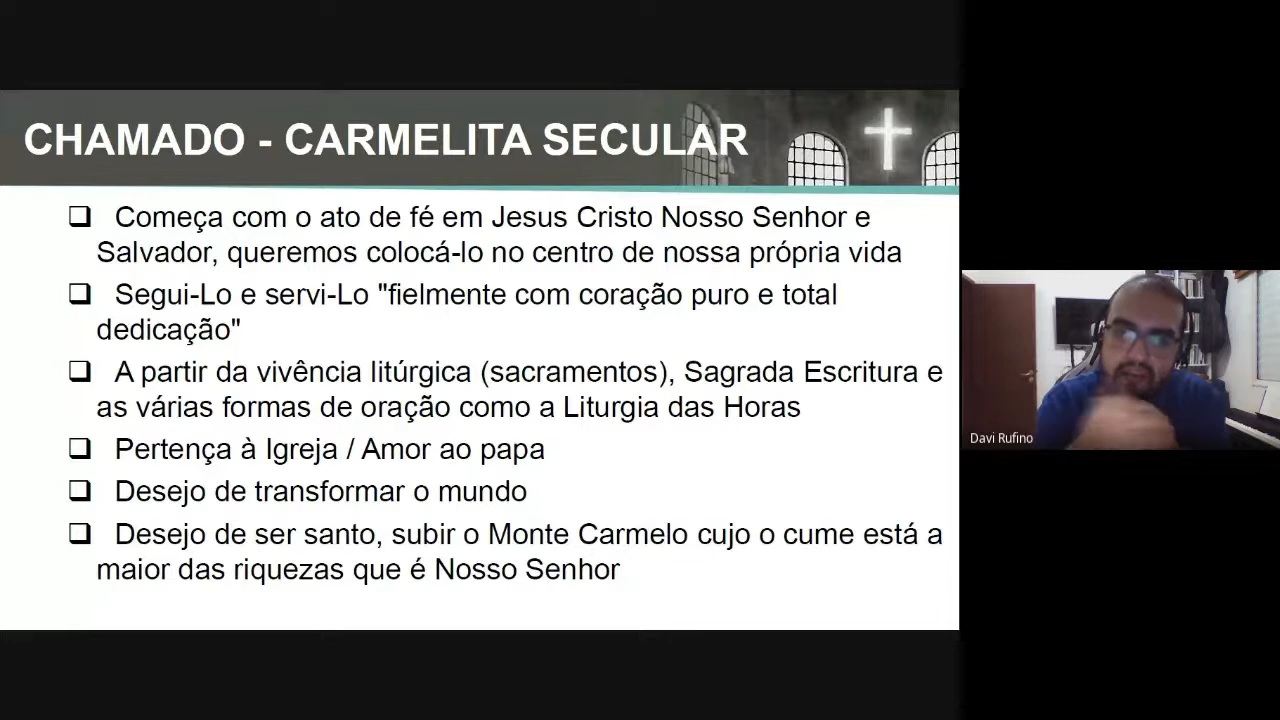 CHAMADO - CARMELITA SECULAR
❑ Começa com o ato de fé em Jesus Cristo Nosso Senhor e
Salvador, queremos colocá-lo no centro de nossa própria vida
❑ Segui-Lo e servi-Lo "fielmente com coração puro e total
dedicação"
❑ A partir da vivência litúrgica (sacramentos), Sagrada Escritura e
as várias formas de oração como a Liturgia das Horas
❑ Pertença à Igreja / Amor ao papa
❑ Desejo de transformar o mundo
❑ Desejo de ser santo, subir o Monte Carmelo cujo o cume está a
maior das riquezas que é Nosso Senhor
Davi Rufino